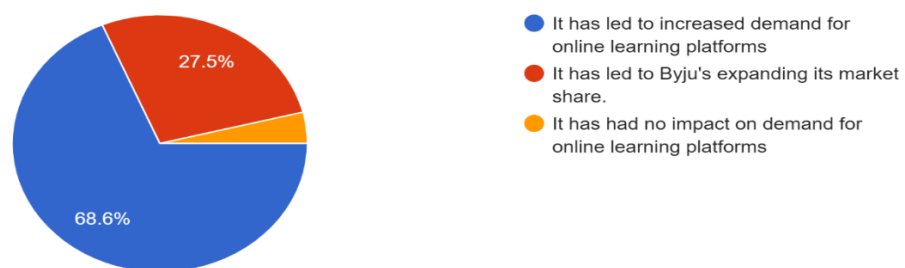 27.5%
68.6%
It has led to increased demand for
online learning platforms
It has led to Byju's expanding its market
share.
It has had no impact on demand for
online learning platforms